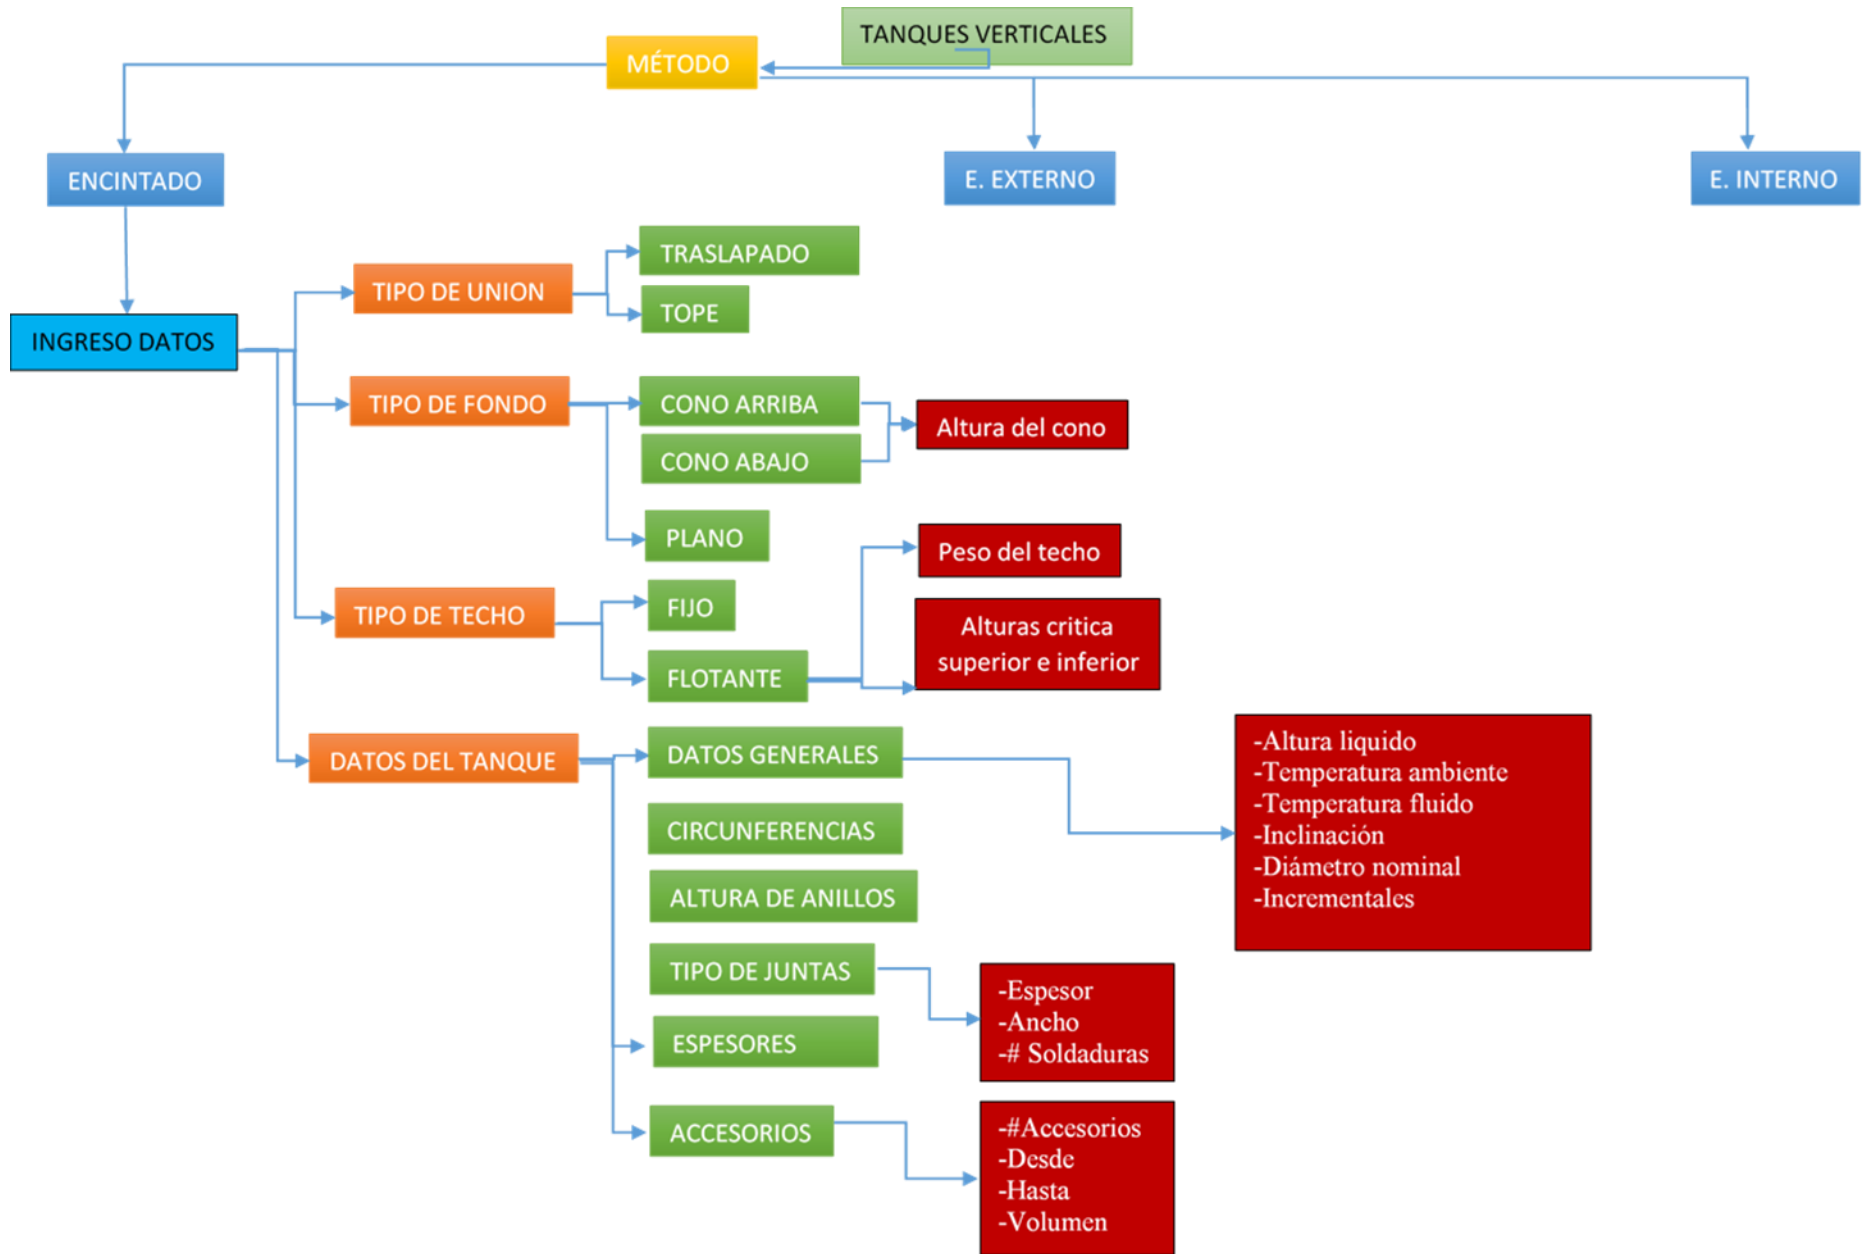 TANQUES VERTICALES
MÉTODO
ENCINTADO
E. EXTERNO
E. INTERNO
INGRESO DATOS
TIPO DE UNION
TRASLAPADO
TOPE
TIPO DE FONDO
CONO ARRIBA
CONO ABAJO
Altura del cono
PLANO
TIPO DE TECHO
FIJO
FLOTANTE
Peso del techo
Alturas critica
superior e inferior
DATOS DEL TANQUE
DATOS GENERALES
-Altura liquido
-Temperatura ambiente
-Temperatura fluido
-Inclinación
-Diámetro nominal
-Incrementales
CIRCUNFERENCIAS
ALTURA DE ANILLOS
TIPO DE JUNTAS
-Espesor
-Ancho
-# Soldaduras
ESPESORES
ACCESORIOS
-#Accesorios
-Desde
-Hasta
-Volumen